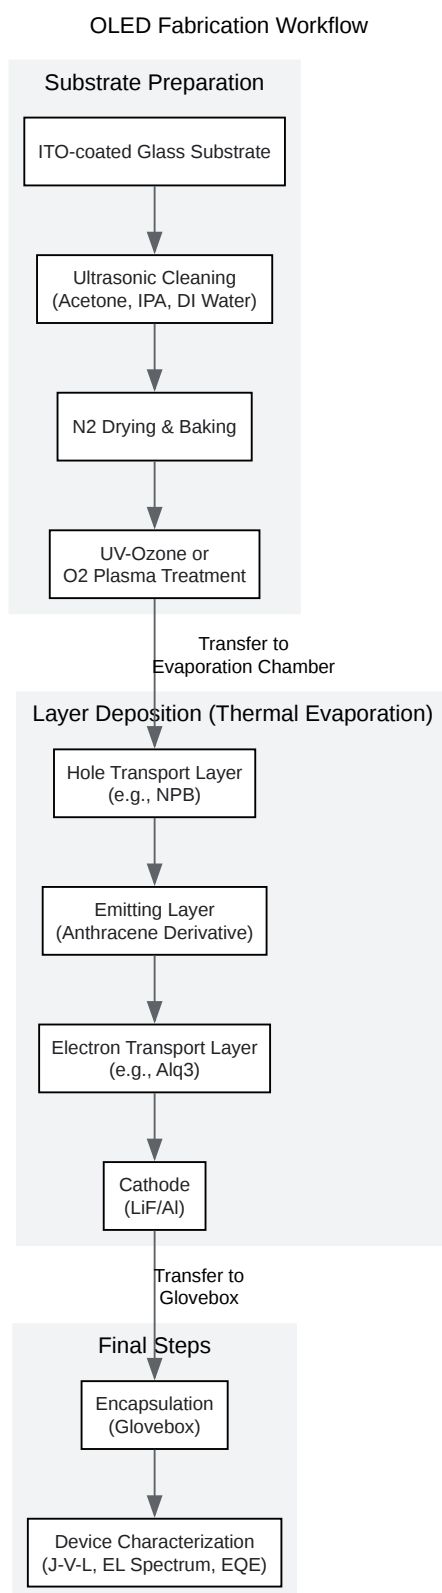 OLED Fabrication Workflow
Substrate Preparation
ITO-coated Glass Substrate
Ultrasonic Cleaning
(Acetone, IPA, DI Water)
N2 Drying & Baking
UV-Ozone or
O2 Plasma Treatment
Transfer to
Evaporation Chamber
Layer Deposition (Thermal Evaporation)
Hole Transport Layer
(e.g., NPB)
Emitting Layer
(Anthracene Derivative)
Electron Transport Layer
(e.g., Alq3)
Cathode
(LiF/Al)
Transfer to
Glovebox
Final Steps
Encapsulation
(Glovebox)
Device Characterization
(J-V-L, EL Spectrum, EQE)